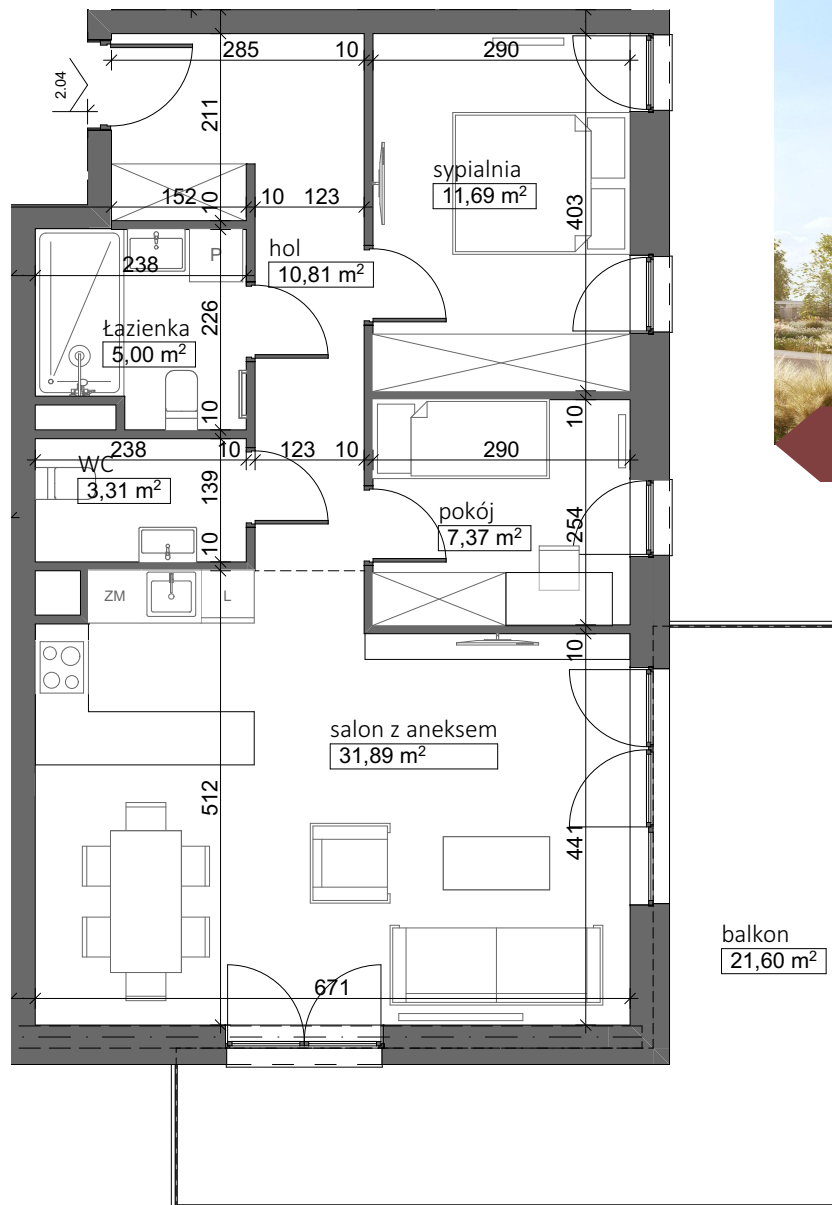 285
10
290
2.04
211
sypialnia
11,69 m²
403
152
10
10
123
hol
10,81 m²
P
238
226
Łazienka
5,00 m²
10
10
238
10
123
10
290
WC
3,31 m²
139
pokój
7,37 m²
254
10
ZM
L
10
salon z aneksem
31,89 m²
512
441
balkon
21,60 m²
671